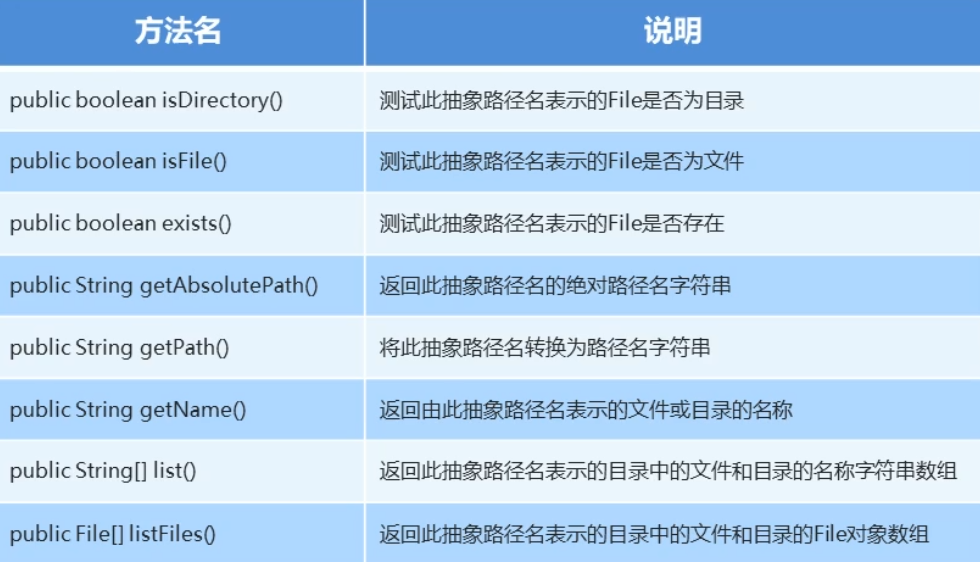 方法名 说明
public boolean isDirectory() 测试此抽象路径名表示的File是否为目录
public boolean isFile() 测试此抽象路径名表示的File是否为文件
public boolean exists() 测试此抽象路径名表示的File是否存在
public String getAbsolutePath() 返回此抽象路径名的绝对路径名字符串
public String getPath() 将此抽象路径名转换为路径名字符串
public String getName() 返回由此抽象路径名表示的文件或目录的名称
public String[] list() 返回此抽象路径名表示的目录中的文件和目录的名称字符串数组
public File[] listFiles() 返回此抽象路径名表示的目录中的文件和目录的File对象数组